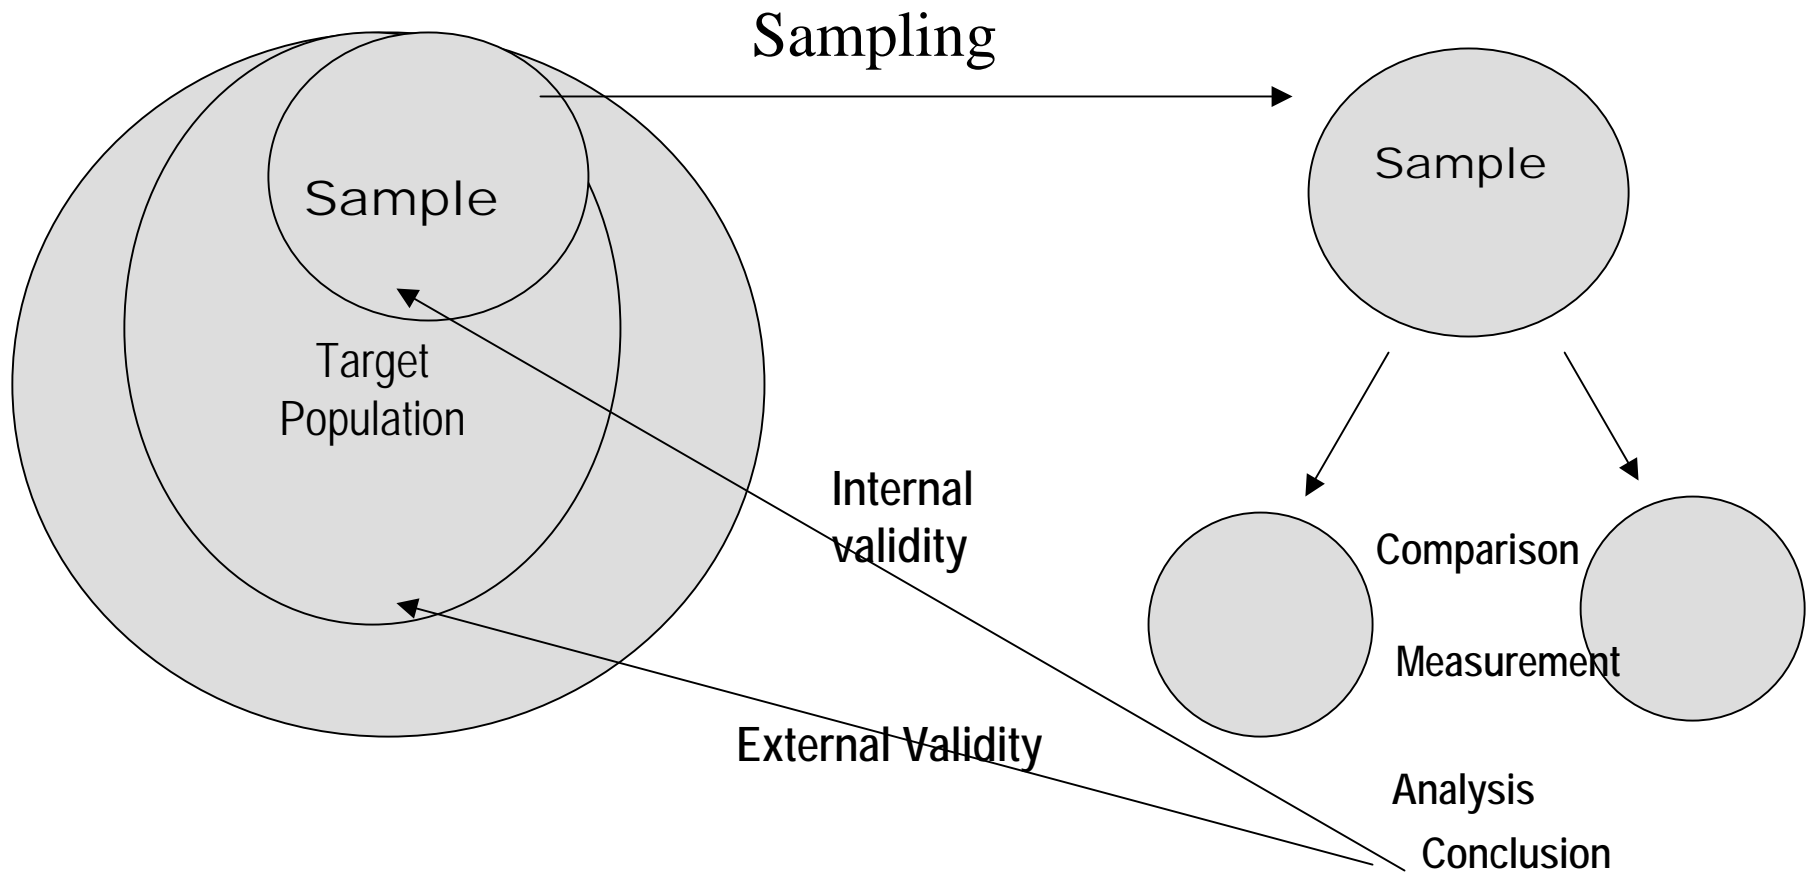 Sampling
Sample
Sample
Target
Population
Internal
validity
Comparison
Measurement
External Validity
Analysis
Conclusion